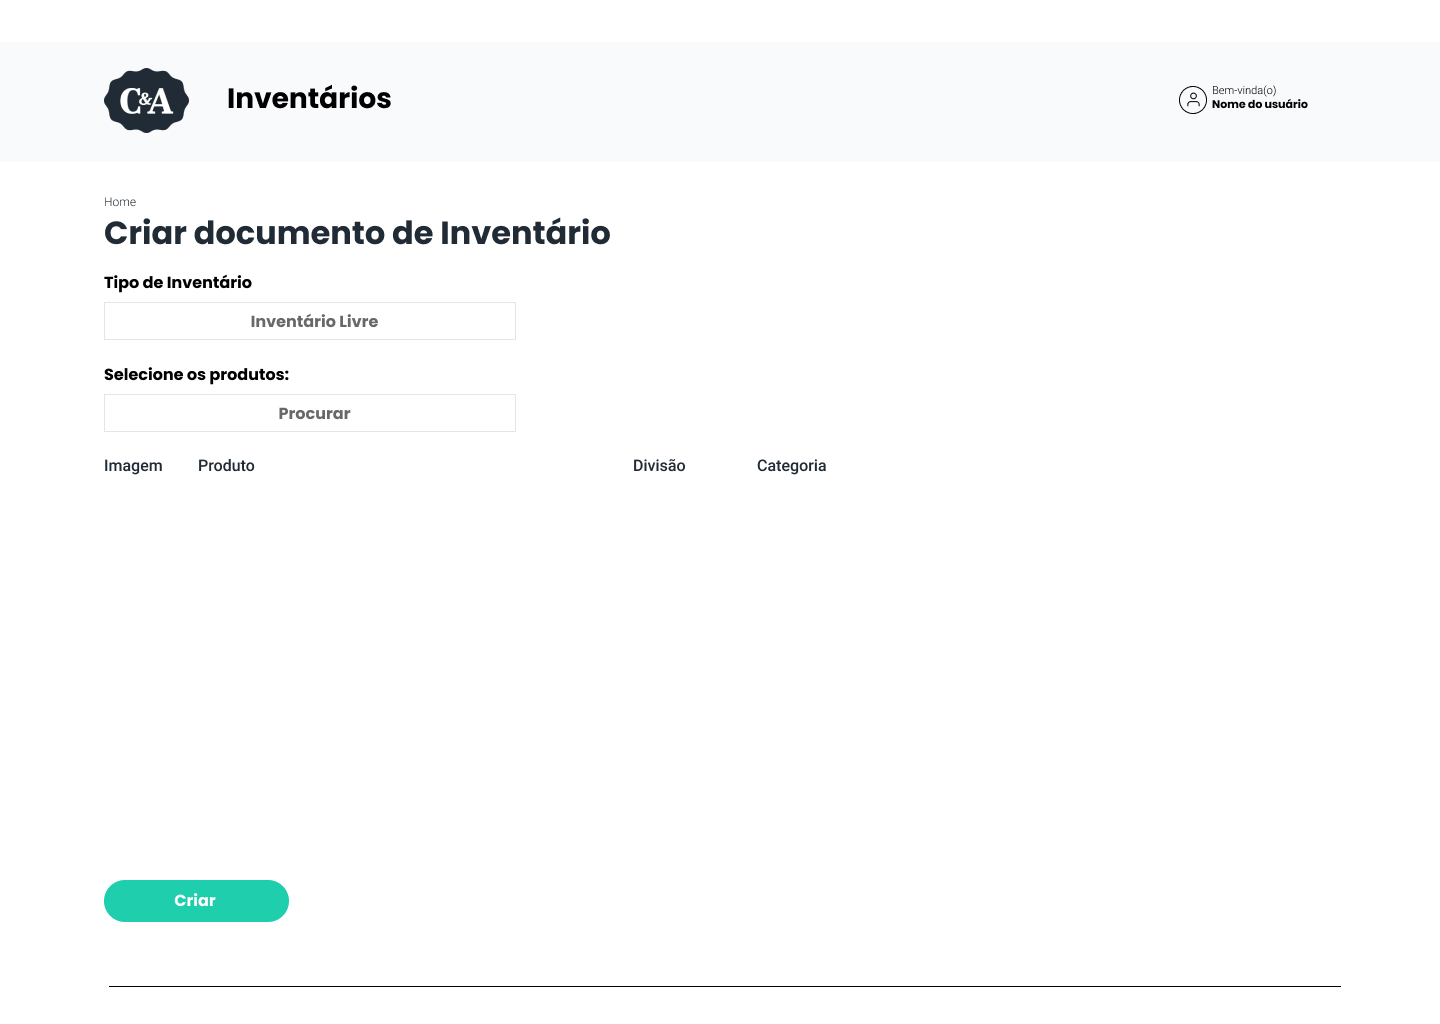 C&A
Inventários
Bem-vinda(o)
Nome do usuário
Home
Criar documento de Inventário
Tipo de Inventário
Inventário Livre
Selecione os produtos:
Procurar
Imagem Produto Divisão Categoria
Criar